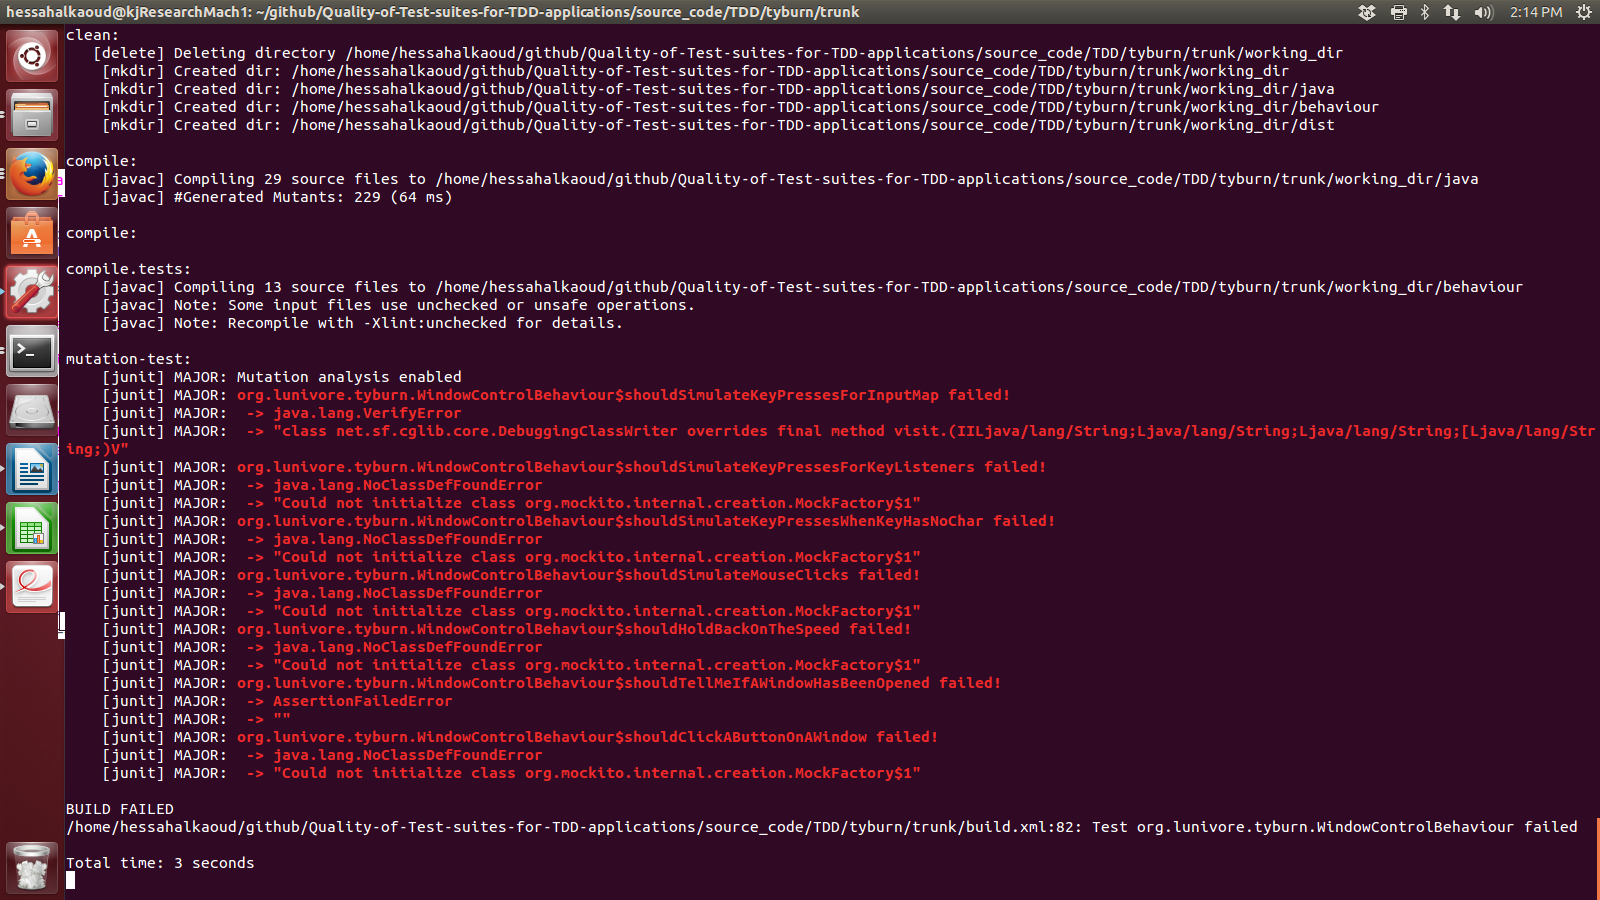 hessahalkaoud@kjResearchMach1: ~/github/Quality-of-Test-suites-for-TDD-applications/source_code/TDD/tyburn/trunk
2:14 PM
clean:
[delete] Deleting directory /home/hessahalkaoud/github/Quality-of-Test-suites-for-TDD-applications/source_code/TDD/tyburn/trunk/working_dir
[mkdir] Created dir: /home/hessahalkaoud/github/Quality-of-Test-suites-for-TDD-applications/source_code/TDD/tyburn/trunk/working_dir
[mkdir] Created dir: /home/hessahalkaoud/github/Quality-of-Test-suites-for-TDD-applications/source_code/TDD/tyburn/trunk/working_dir/java
[mkdir] Created dir: /home/hessahalkaoud/github/Quality-of-Test-suites-for-TDD-applications/source_code/TDD/tyburn/trunk/working_dir/behaviour
[mkdir] Created dir: /home/hessahalkaoud/github/Quality-of-Test-suites-for-TDD-applications/source_code/TDD/tyburn/trunk/working_dir/dist
compile:
[javac] Compiling 29 source files to /home/hessahalkaoud/github/Quality-of-Test-suites-for-TDD-applications/source_code/TDD/tyburn/trunk/working_dir/java
[javac] #Generated Mutants: 229 (64 ms)
compile:
compile.tests:
[javac] Compiling 13 source files to /home/hessahalkaoud/github/Quality-of-Test-suites-for-TDD-applications/source_code/TDD/tyburn/trunk/working_dir/behaviour
[javac] Note: Some input files use unchecked or unsafe operations.
[javac] Note: Recompile with -Xlint:unchecked for details.
mutation-test:
[junit] MAJOR: Mutation analysis enabled
[junit] MAJOR: org.lunivore.tyburn.WindowControlBehaviour$shouldSimulateKeyPressesForInputMap failed!
[junit] MAJOR:  -> java.lang.VerifyError
[junit] MAJOR:  -> "class net.sf.cglib.core.DebuggingClassWriter overrides final method visit.(IILjava/lang/String;Ljava/lang/String;Ljava/lang/String;[Ljava/lang/Str
ing;)V"
[junit] MAJOR: org.lunivore.tyburn.WindowControlBehaviour$shouldSimulateKeyPressesForKeyListeners failed!
[junit] MAJOR:  -> java.lang.NoClassDefFoundError
[junit] MAJOR:  -> "Could not initialize class org.mockito.internal.creation.MockFactory$1"
[junit] MAJOR: org.lunivore.tyburn.WindowControlBehaviour$shouldSimulateKeyPressesWhenKeyHasNoChar failed!
[junit] MAJOR:  -> java.lang.NoClassDefFoundError
[junit] MAJOR:  -> "Could not initialize class org.mockito.internal.creation.MockFactory$1"
[junit] MAJOR: org.lunivore.tyburn.WindowControlBehaviour$shouldSimulateMouseClicks failed!
[junit] MAJOR:  -> java.lang.NoClassDefFoundError
[junit] MAJOR:  -> "Could not initialize class org.mockito.internal.creation.MockFactory$1"
[junit] MAJOR: org.lunivore.tyburn.WindowControlBehaviour$shouldHoldBackOnTheSpeed failed!
[junit] MAJOR:  -> java.lang.NoClassDefFoundError
[junit] MAJOR:  -> "Could not initialize class org.mockito.internal.creation.MockFactory$1"
[junit] MAJOR: org.lunivore.tyburn.WindowControlBehaviour$shouldTellMeIfAWindowHasBeenOpened failed!
[junit] MAJOR:  -> AssertionFailedError
[junit] MAJOR:  -> ""
[junit] MAJOR: org.lunivore.tyburn.WindowControlBehaviour$shouldClickAButtonOnAWindow failed!
[junit] MAJOR:  -> java.lang.NoClassDefFoundError
[junit] MAJOR:  -> "Could not initialize class org.mockito.internal.creation.MockFactory$1"
BUILD FAILED
/home/hessahalkaoud/github/Quality-of-Test-suites-for-TDD-applications/source_code/TDD/tyburn/trunk/build.xml:82: Test org.lunivore.tyburn.WindowControlBehaviour failed
Total time: 3 seconds